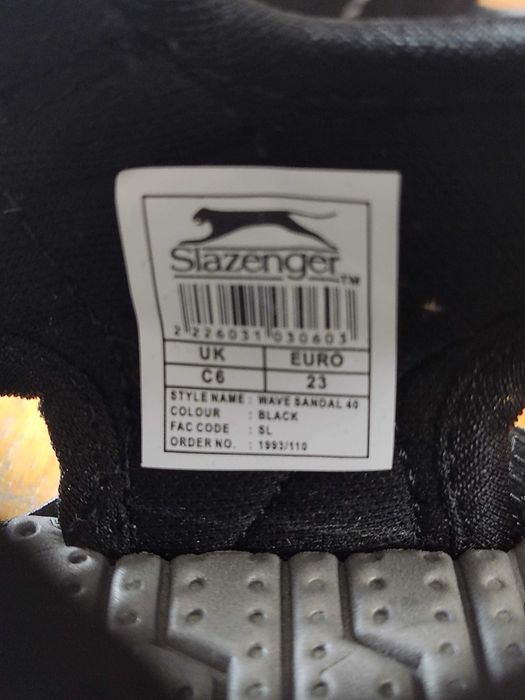 Slazenger™
2 226031 030603
UK EURO
C6 23
STYLE NAME : WAVE SANDAL 40
COLOUR : BLACK
FAC CODE : SL
ORDER NO. : 1993/110